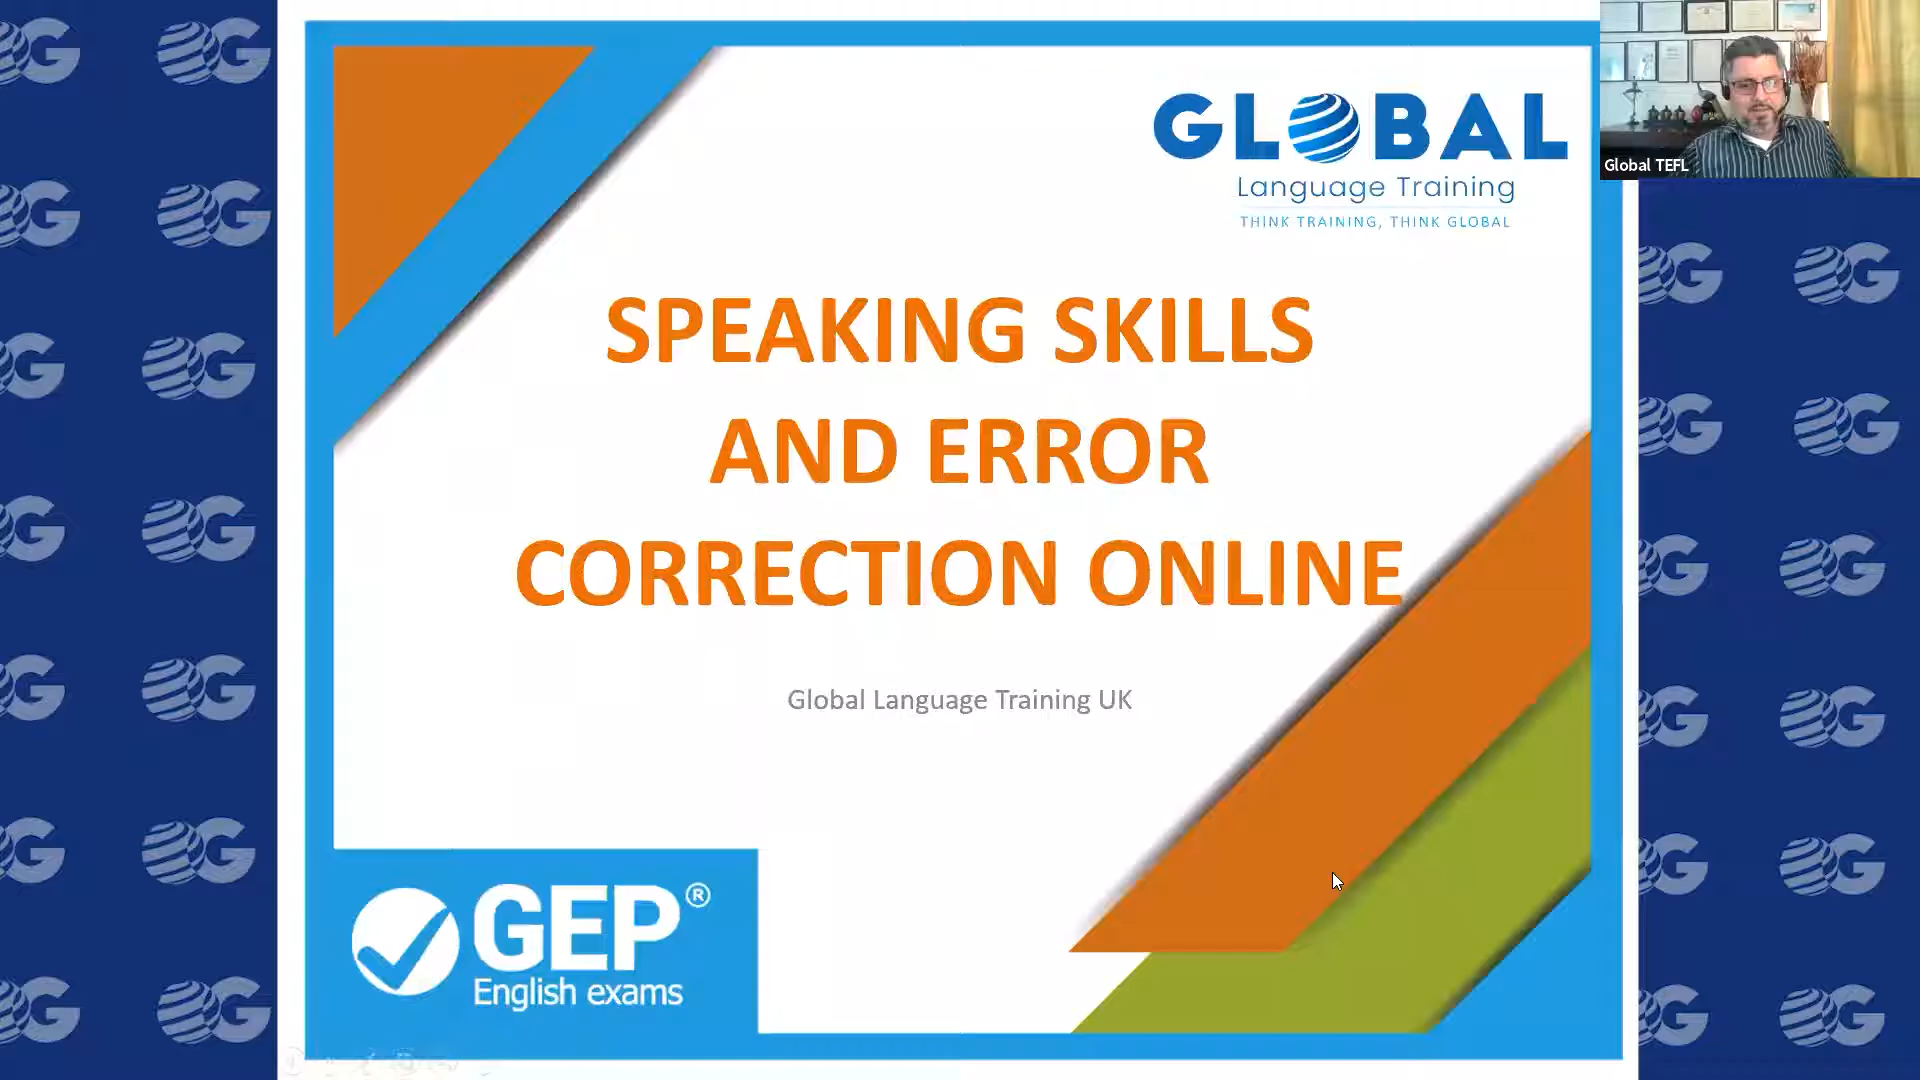 GLOBAL
Language Training
THINK TRAINING, THINK GLOBAL
Global TEFL
SPEAKING SKILLS
AND ERROR
CORRECTION ONLINE
Global Language Training UK
GEP®
English exams